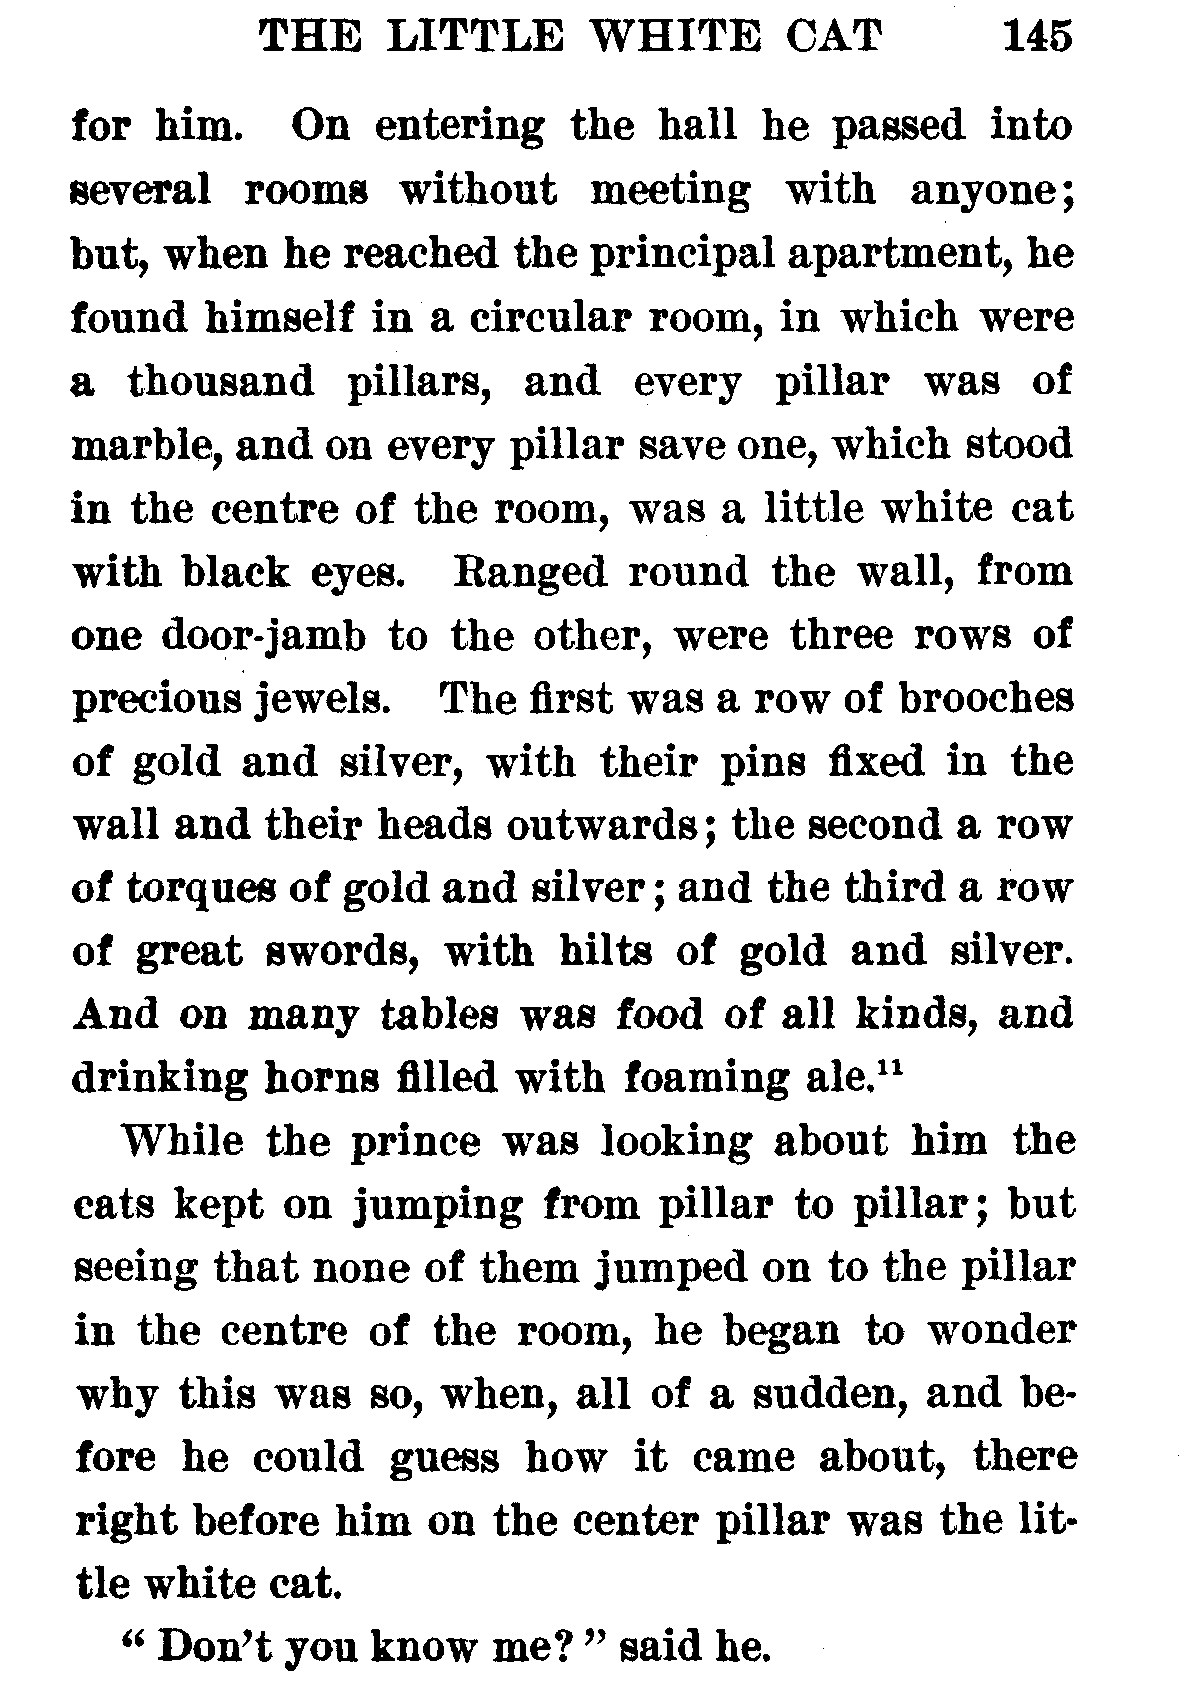 THE LITTLE WHITE CAT 145
for him. On entering the hall he passed into
several rooms without meeting with anyone;
but, when he reached the principal apartment, he
found himself in a circular room, in which were
a thousand pillars, and every pillar was of
marble, and on every pillar save one, which stood
in the centre of the room, was a little white cat
with black eyes. Ranged round the wall, from
one door-jamb to the other, were three rows of
precious jewels. The first was a row of brooches
of gold and silver, with their pins fixed in the
wall and their heads outwards; the second a row
of torques of gold and silver; and the third a row
of great swords, with hilts of gold and silver.
And on many tables was food of all kinds, and
drinking horns filled with foaming ale.¹¹
While the prince was looking about him the
cats kept on jumping from pillar to pillar; but
seeing that none of them jumped on to the pillar
in the centre of the room, he began to wonder
why this was so, when, all of a sudden, and be-
fore he could guess how it came about, there
right before him on the center pillar was the lit-
tle white cat.
“ Don’t you know me? ” said he.